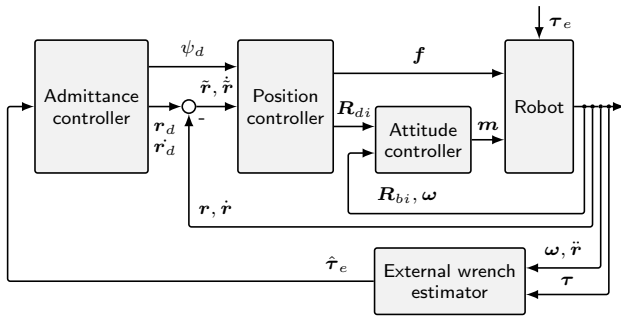 τ_e
ψ_d
f
r̃, ṙ̃
Admittance
controller
Position
controller
Robot
R_di
Attitude
controller
m
r_d
ṙ_d
-
R_bi, ω
r, ṙ
ω, r̈
τ̂_e
External wrench
estimator
τ